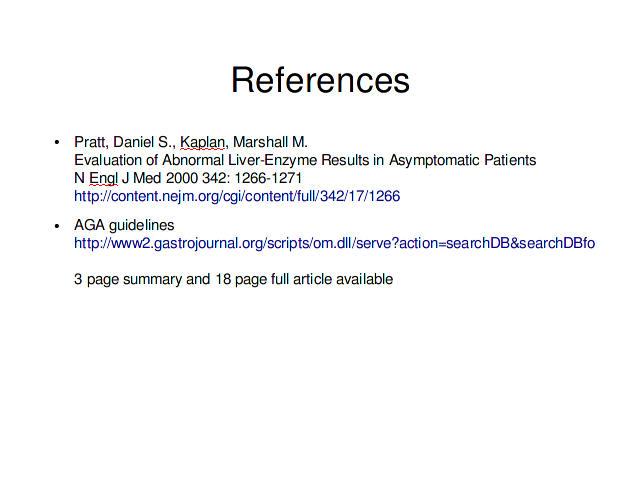 References
• Pratt, Daniel S., Kaplan, Marshall M.
Evaluation of Abnormal Liver-Enzyme Results in Asymptomatic Patients
N Engl J Med 2000 342: 1266-1271
http://content.nejm.org/cgi/content/full/342/17/1266
• AGA guidelines
http://www2.gastrojournal.org/scripts/om.dll/serve?action=searchDB&searchDBfo
3 page summary and 18 page full article available